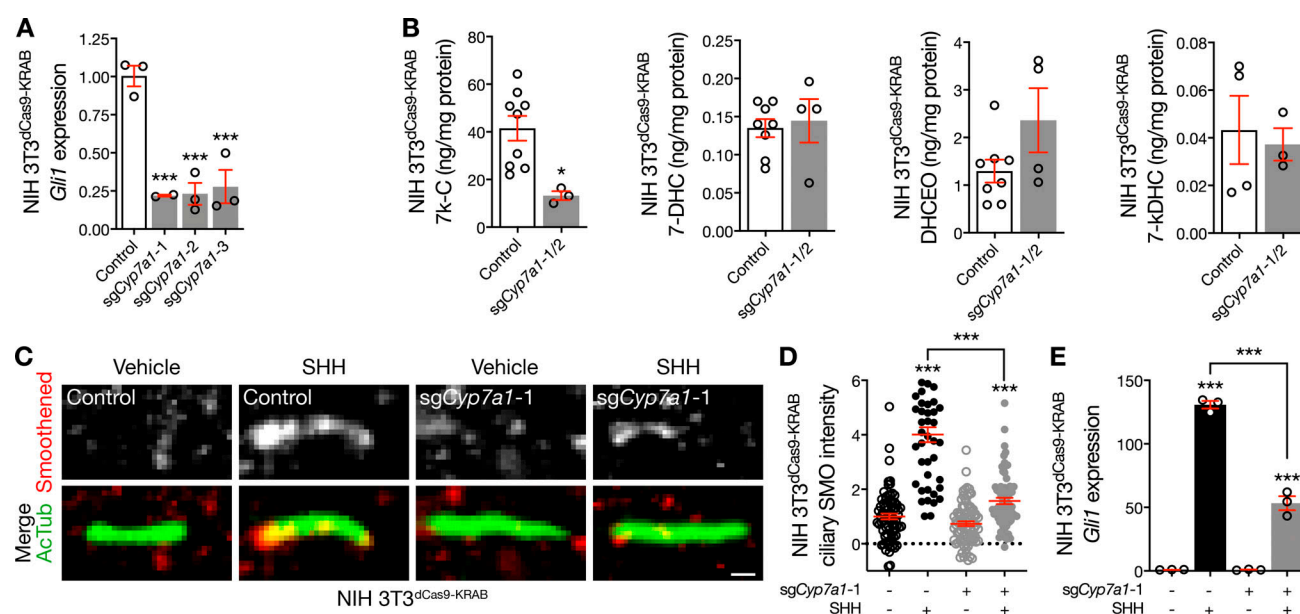 A
NIH 3T3dCas9-KRAB
Gli1 expression
1.25
1.00
0.75
0.50
0.25
0.00
***
***
***
Control
sgCyp7a1-1
sgCyp7a1-2
sgCyp7a1-3
B
NIH 3T3dCas9-KRAB
7k-C (ng/mg protein)
80
60
40
20
0
*
Control
sgCyp7a1-1/2
NIH 3T3dCas9-KRAB
7-DHC (ng/mg protein)
0.25
0.20
0.15
0.10
0.05
0.00
Control
sgCyp7a1-1/2
NIH 3T3dCas9-KRAB
DHCEO (ng/mg protein)
4
3
2
1
0
Control
sgCyp7a1-1/2
NIH 3T3dCas9-KRAB
7-kDHC (ng/mg protein)
0.08
0.06
0.04
0.02
0.00
Control
sgCyp7a1-1/2
C
Vehicle SHH Vehicle SHH
Smoothened
Control Control sgCyp7a1-1 sgCyp7a1-1
Merge
AcTub
NIH 3T3dCas9-KRAB
D
NIH 3T3dCas9-KRAB
ciliary SMO intensity
6
4
2
0
***
***
***
sgCyp7a1-1 - - + +
SHH - + - +
E
NIH 3T3dCas9-KRAB
Gli1 expression
150
100
50
0
***
***
***
sgCyp7a1-1 - - + +
SHH - + - +